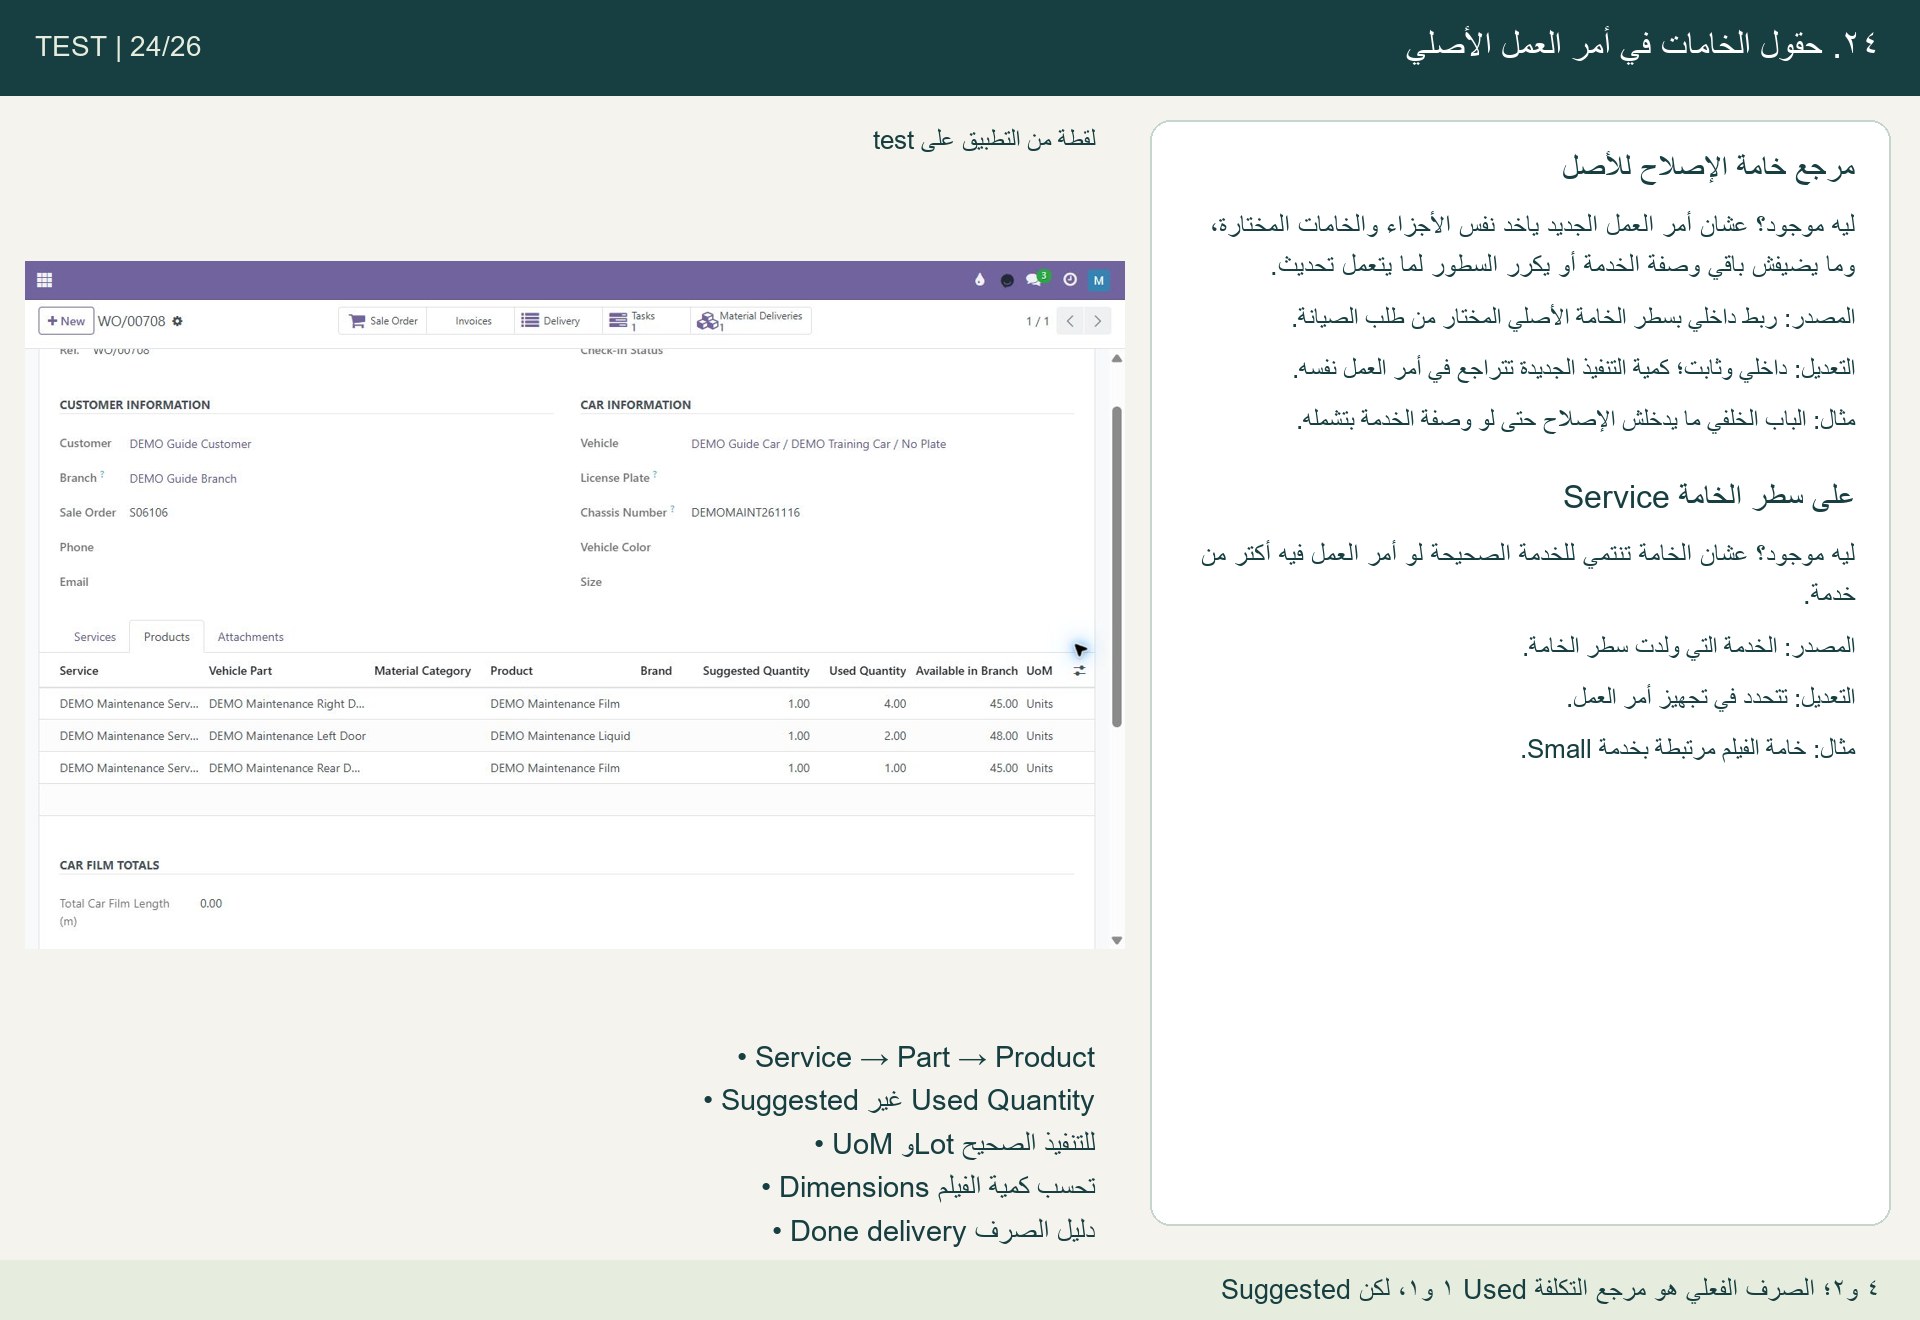 ٢٤. حقول الخامات في أمر العمل الأصلي
TEST | 24/26
مرجع خامة الإصلاح للأصل
ليه موجود؟ عشان أمر العمل الجديد ياخد نفس الأجزاء والخامات المختارة،
وما يضيفش باقي وصفة الخدمة أو يكرر السطور لما يتعمل تحديث.
المصدر: ربط داخلي بسطر الخامة الأصلي المختار من طلب الصيانة.
التعديل: داخلي وثابت؛ كمية التنفيذ الجديدة تتراجع في أمر العمل نفسه.
مثال: الباب الخلفي ما يدخلش الإصلاح حتى لو وصفة الخدمة بتشمله.
على سطر الخامة Service
ليه موجود؟ عشان الخامة تنتمي للخدمة الصحيحة لو أمر العمل فيه أكتر من
خدمة.
المصدر: الخدمة التي ولدت سطر الخامة.
التعديل: تتحدد في تجهيز أمر العمل.
مثال: خامة الفيلم مرتبطة بخدمة Small.
لقطة من التطبيق على test
3 M
+ New WO/00708 Sale Order Invoices Delivery Tasks 1 Material Deliveries 1 1 / 1
Ref. WO/00708 Check-in Status
CUSTOMER INFORMATION CAR INFORMATION
Customer DEMO Guide Customer Vehicle DEMO Guide Car / DEMO Training Car / No Plate
Branch ? DEMO Guide Branch License Plate ?
Sale Order S06106 Chassis Number ? DEMOMAINT261116
Phone Vehicle Color
Email Size
Services Products Attachments
Service Vehicle Part Material Category Product Brand Suggested Quantity Used Quantity Available in Branch UoM
DEMO Maintenance Serv... DEMO Maintenance Right D... DEMO Maintenance Film 1.00 4.00 45.00 Units
DEMO Maintenance Serv... DEMO Maintenance Left Door DEMO Maintenance Liquid 1.00 2.00 48.00 Units
DEMO Maintenance Serv... DEMO Maintenance Rear D... DEMO Maintenance Film 1.00 1.00 45.00 Units
CAR FILM TOTALS
Total Car Film Length 0.00
(m)
• Service → Part → Product
• Suggested غير Used Quantity
• UoM وLot للتنفيذ الصحيح
• Dimensions تحسب كمية الفيلم
• Done delivery دليل الصرف
Suggested ١ و١، لكن Used ٤ و٢؛ الصرف الفعلي هو مرجع التكلفة